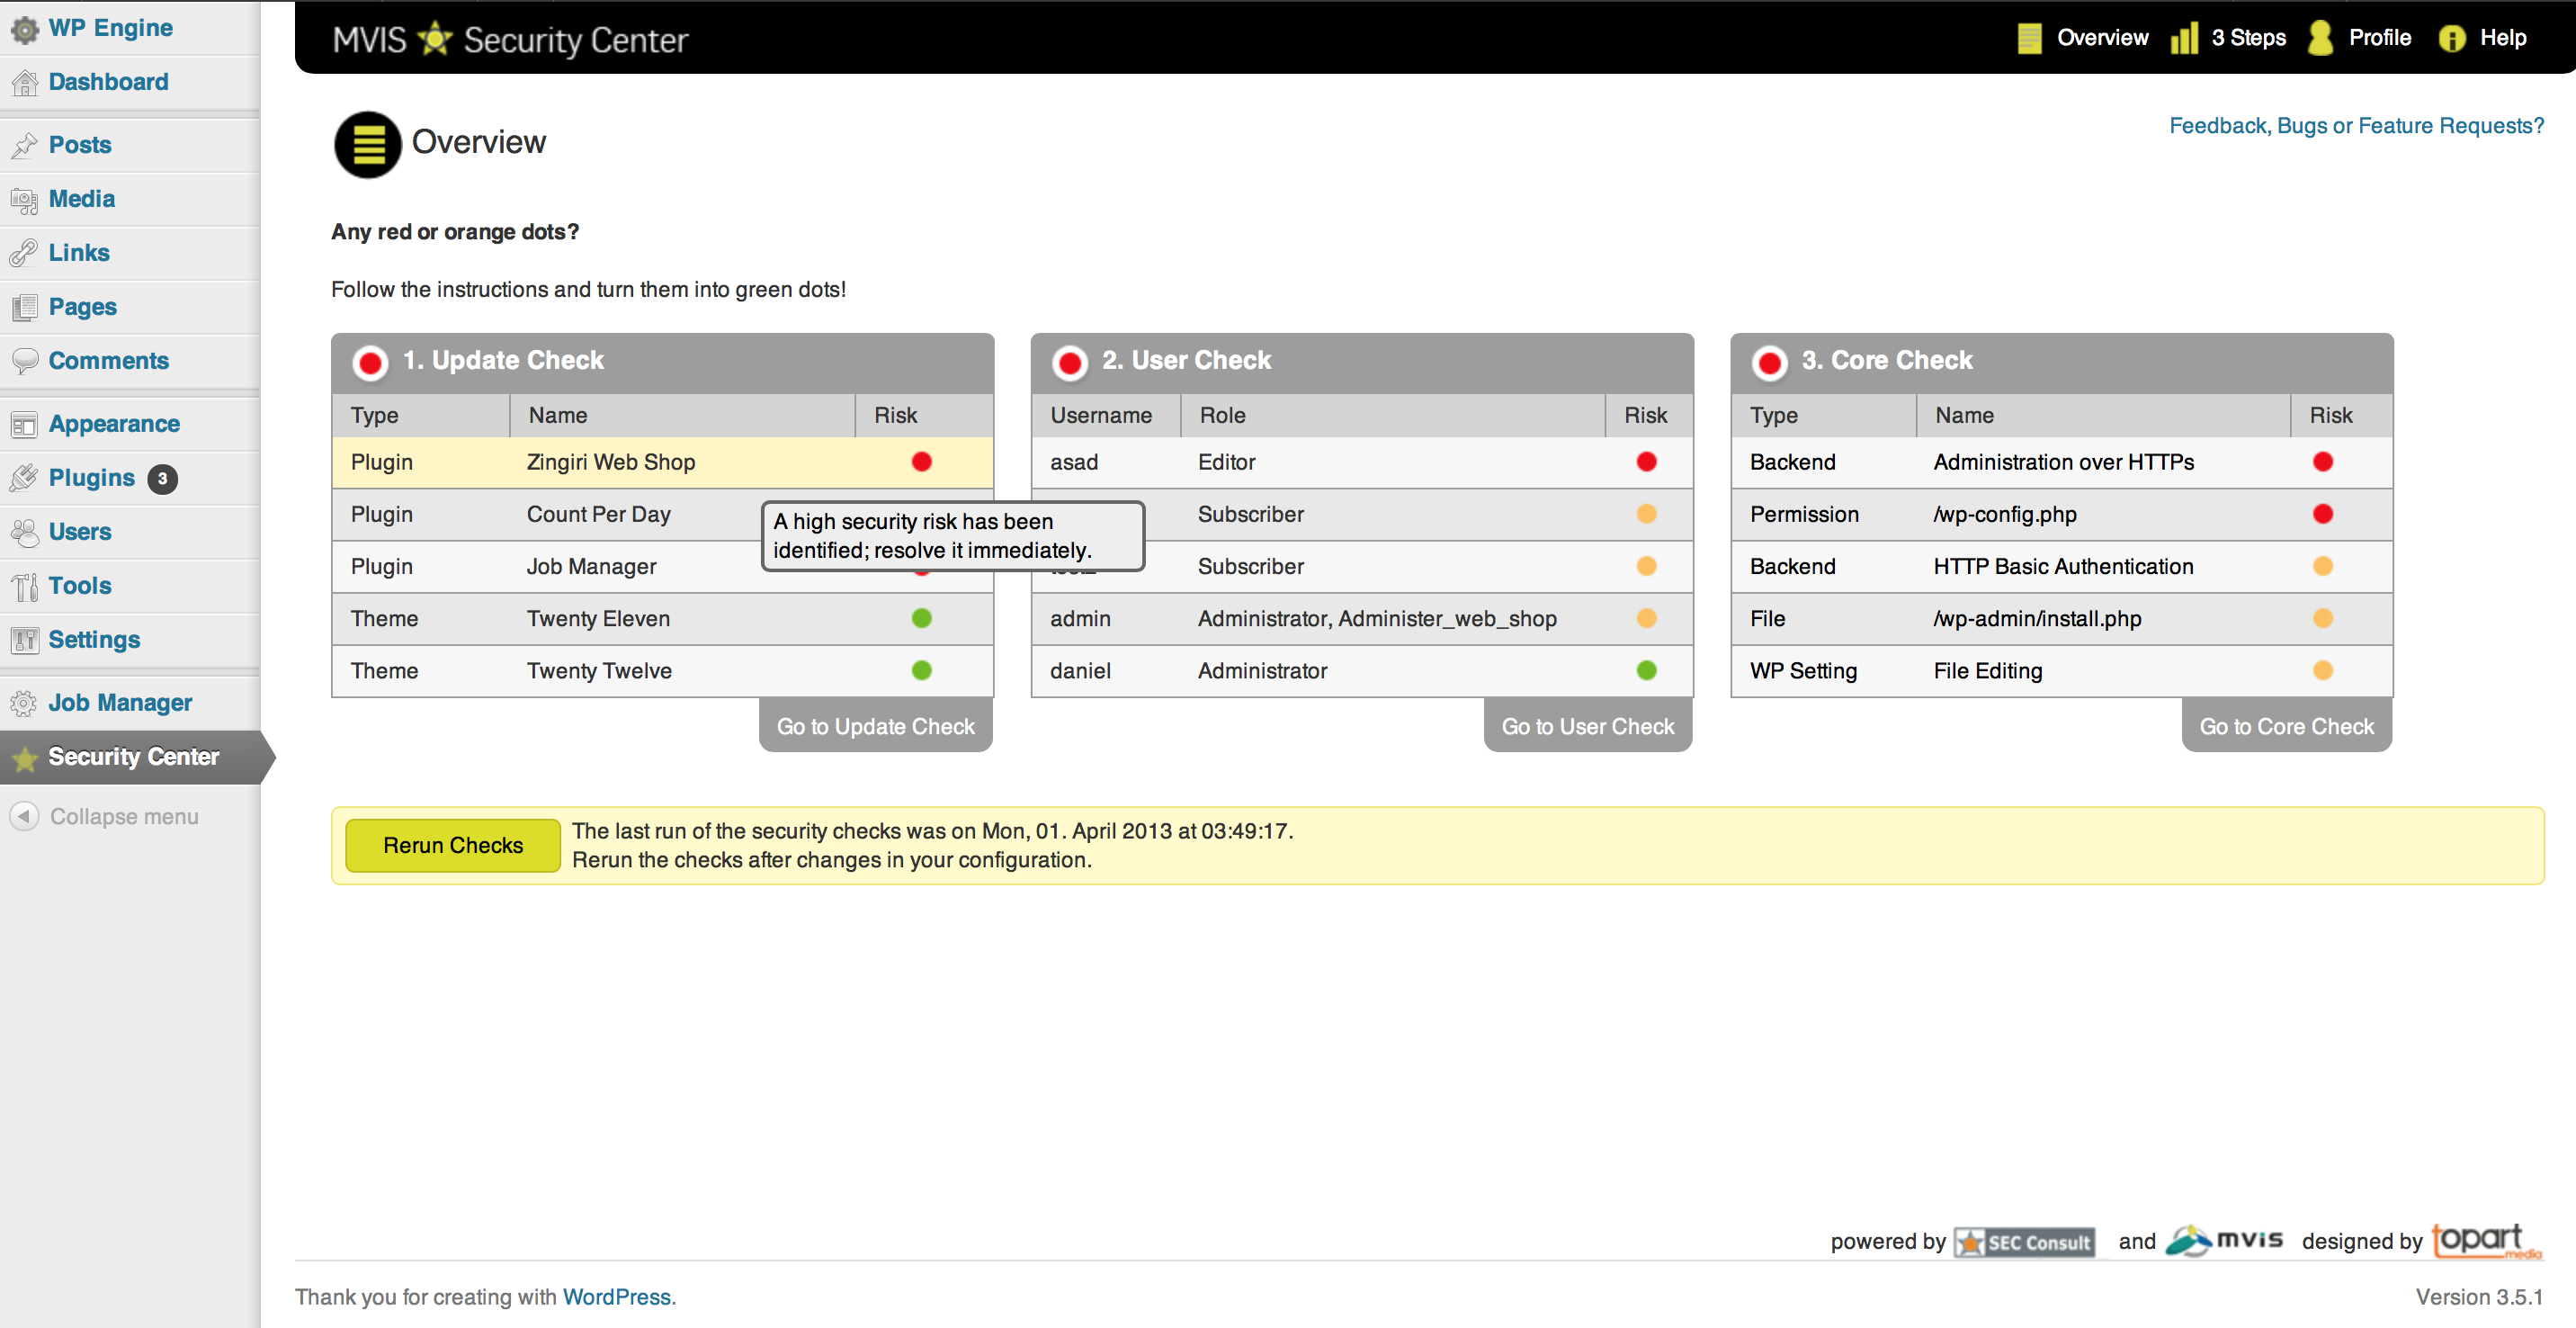 WP Engine
Dashboard
Posts
Media
Links
Pages
Comments
Appearance
Plugins 3
Users
Tools
Settings
Job Manager
Security Center
Collapse menu
MVIS Security Center
Overview 3 Steps Profile Help
Overview
Feedback, Bugs or Feature Requests?
Any red or orange dots?
Follow the instructions and turn them into green dots!
1. Update Check
Type Name Risk
Plugin Zingiri Web Shop
Plugin Count Per Day
Plugin Job Manager
Theme Twenty Eleven
Theme Twenty Twelve
Go to Update Check
A high security risk has been
identified; resolve it immediately.
2. User Check
Username Role Risk
asad Editor
Subscriber
Subscriber
admin Administrator, Administer_web_shop
daniel Administrator
Go to User Check
3. Core Check
Type Name Risk
Backend Administration over HTTPs
Permission /wp-config.php
Backend HTTP Basic Authentication
File /wp-admin/install.php
WP Setting File Editing
Go to Core Check
Rerun Checks
The last run of the security checks was on Mon, 01. April 2013 at 03:49:17.
Rerun the checks after changes in your configuration.
powered by SEC Consult and mvis designed by topart media
Thank you for creating with WordPress.
Version 3.5.1